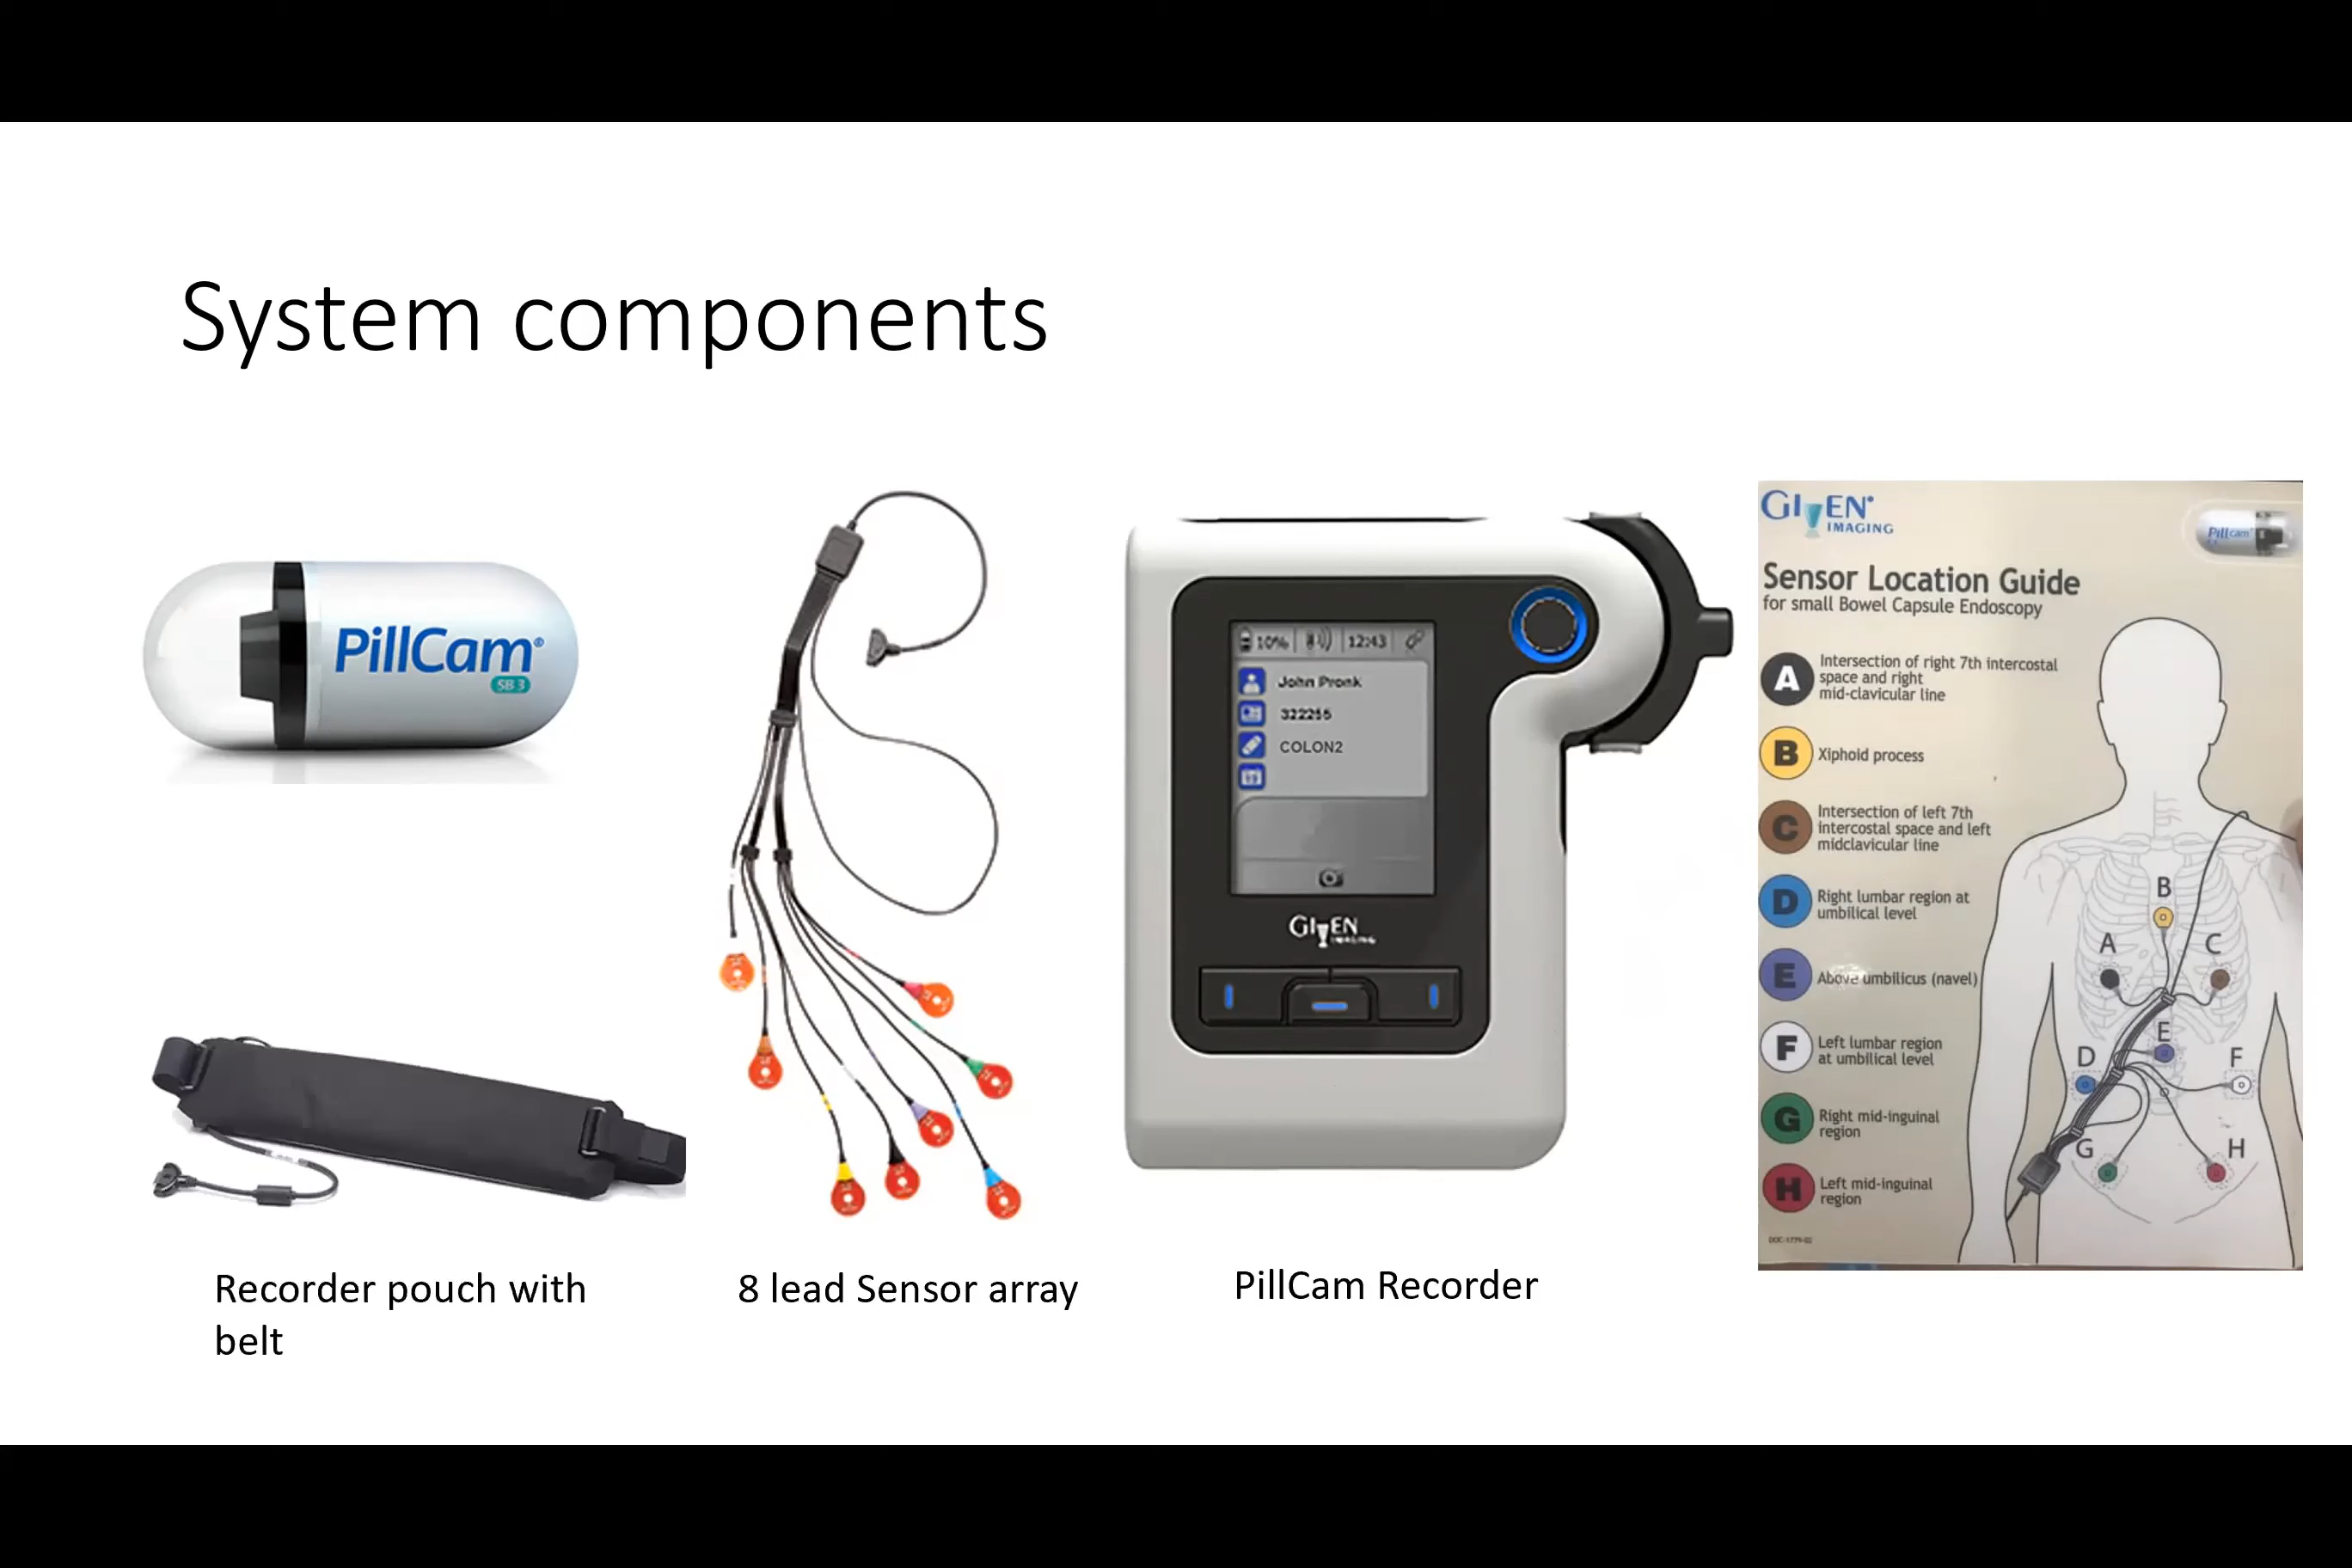 System components
PillCam®
SB 3
Recorder pouch with
belt
8 lead Sensor array
10%
12:43
John Pronk
322255
COLON2
GIVEN
IMAGING
PillCam Recorder
GIVEN
IMAGING
Pillcam
Sensor Location Guide
for small Bowel Capsule Endoscopy
A
Intersection of right 7th intercostal
space and right
mid-clavicular line
B
Xiphoid process
C
Intersection of left 7th
intercostal space and left
midclavicular line
D
Right lumbar region at
umbilical level
E
Above umbilicus (navel)
F
Left lumbar region
at umbilical level
G
Right mid-inguinal
region
H
Left mid-inguinal
region
B
A
C
E
D
F
G
H